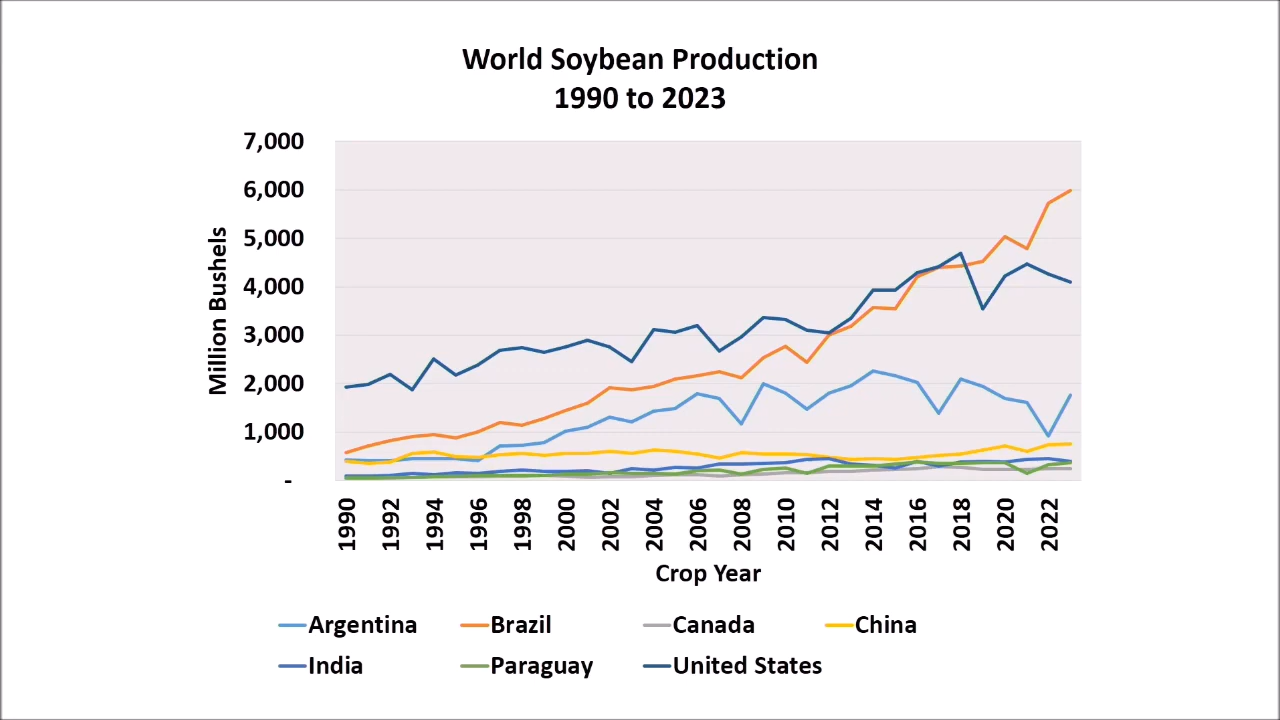 World Soybean Production
1990 to 2023
7,000
6,000
5,000
4,000
3,000
2,000
1,000
-
Million Bushels
1990 1992 1994 1996 1998 2000 2002 2004 2006 2008 2010 2012 2014 2016 2018 2020 2022
Crop Year
Argentina Brazil Canada China
India Paraguay United States